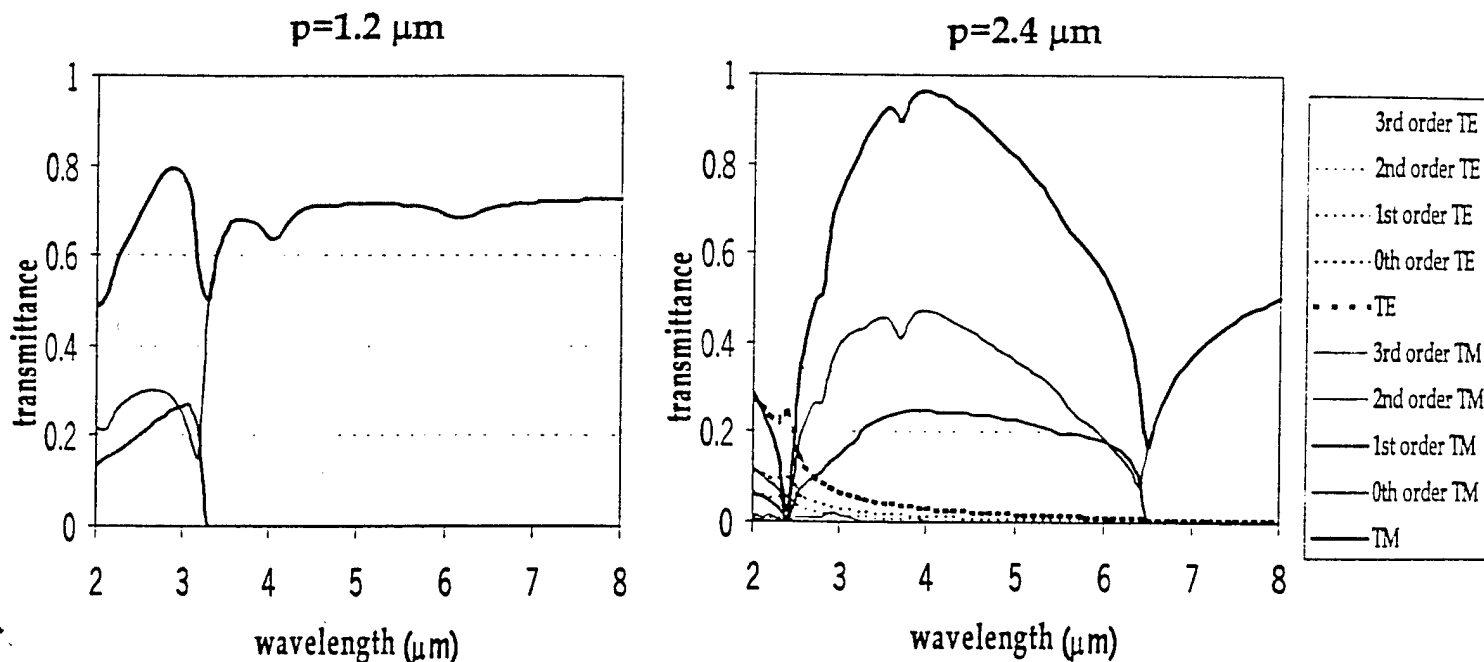 p=1.2 μm
1
0.8
0.6
0.4
0.2
0
transmittance
2 3 4 5 6 7 8
wavelength (μm)
p=2.4 μm
1
0.8
0.6
0.4
0.2
0
transmittance
2 3 4 5 6 7 8
wavelength (μm)
3rd order TE
2nd order TE
1st order TE
0th order TE
TE
3rd order TM
2nd order TM
1st order TM
0th order TM
TM